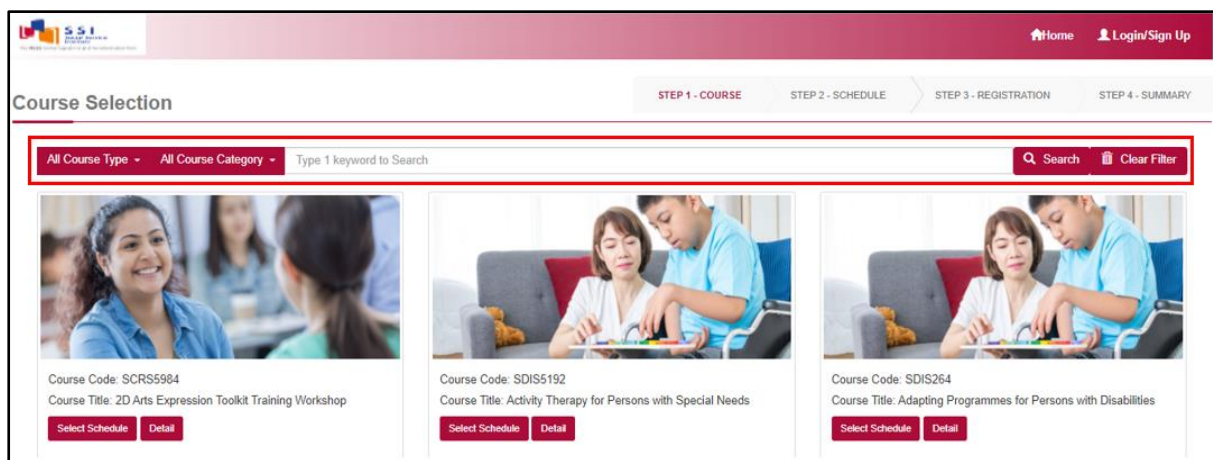 SSI
Social Service
Institute
Home
Login/Sign Up
Course Selection
STEP 1 - COURSE
STEP 2 - SCHEDULE
STEP 3 - REGISTRATION
STEP 4 - SUMMARY
All Course Type
All Course Category
Type 1 keyword to Search
Search
Clear Filter
Course Code: SCRS5984
Course Title: 2D Arts Expression Toolkit Training Workshop
Select Schedule
Detail
Course Code: SDIS5192
Course Title: Activity Therapy for Persons with Special Needs
Select Schedule
Detail
Course Code: SDIS264
Course Title: Adapting Programmes for Persons with Disabilities
Select Schedule
Detail